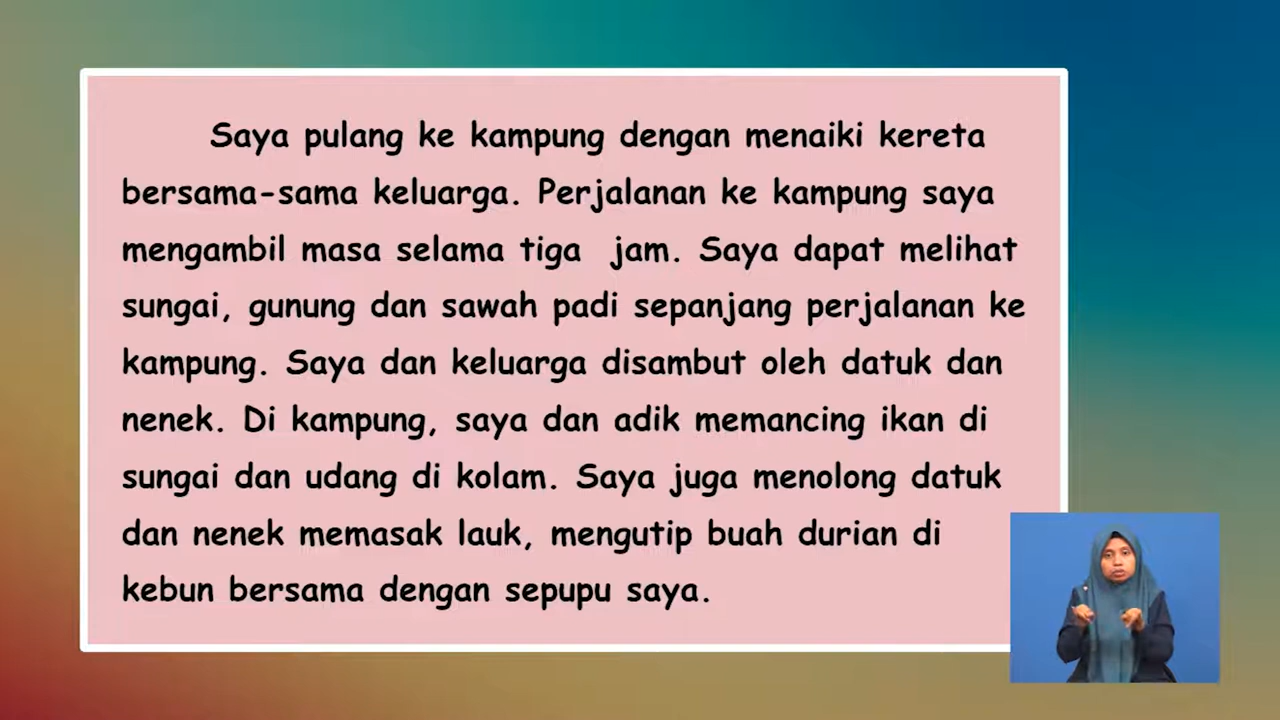 Saya pulang ke kampung dengan menaiki kereta
bersama-sama keluarga. Perjalanan ke kampung saya
mengambil masa selama tiga jam. Saya dapat melihat
sungai, gunung dan sawah padi sepanjang perjalanan ke
kampung. Saya dan keluarga disambut oleh datuk dan
nenek. Di kampung, saya dan adik memancing ikan di
sungai dan udang di kolam. Saya juga menolong datuk
dan nenek memasak lauk, mengutip buah durian di
kebun bersama dengan sepupu saya.